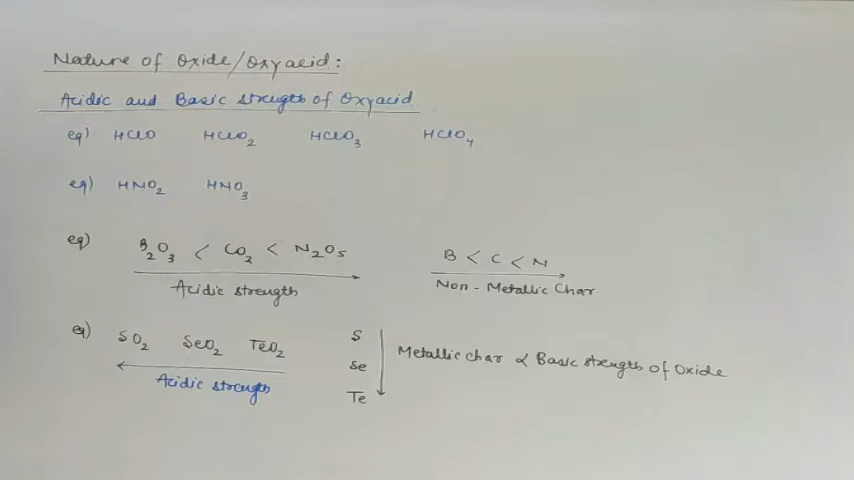 Nature of Oxide/Oxyacid:
Acidic and Basic strength of Oxyacid
eg) HClO HClO2 HClO3 HClO4
eg) HNO2 HNO3
eg) B2O3 < CO2 < N2O5 B < C < N
Acidic strength Non-Metallic Char.
eg) SO2 SeO2 TeO2 S
Metallic char ∝ Basic strength of Oxide
Se
Acidic strength
Te